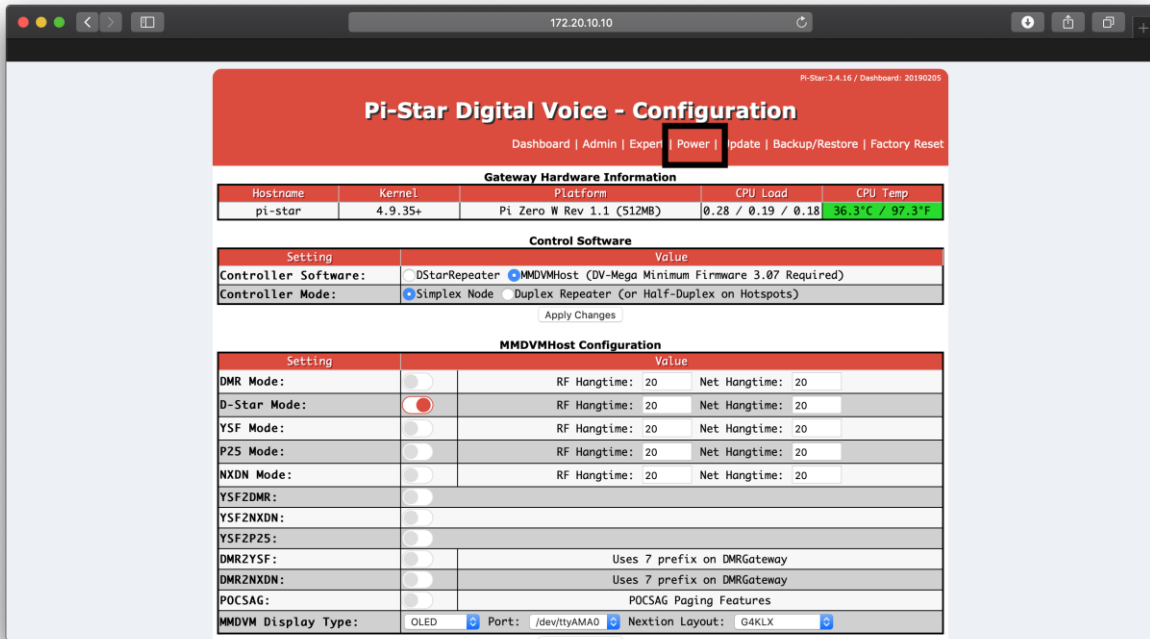 172.20.10.10
Pi-Star:3.4.16 / Dashboard: 20190205
Pi-Star Digital Voice - Configuration
Dashboard | Admin | Expert | Power | Update | Backup/Restore | Factory Reset
Gateway Hardware Information
Hostname Kernel Platform CPU Load CPU Temp
pi-star 4.9.35+ Pi Zero W Rev 1.1 (512MB) 0.28 / 0.19 / 0.18 36.3°C / 97.3°F
Control Software
Setting Value
Controller Software: DStarRepeater MMDVMHost (DV-Mega Minimum Firmware 3.07 Required)
Controller Mode: Simplex Node Duplex Repeater (or Half-Duplex on Hotspots)
Apply Changes
MMDVMHost Configuration
Setting Value
DMR Mode: RF Hangtime: 20 Net Hangtime: 20
D-Star Mode: RF Hangtime: 20 Net Hangtime: 20
YSF Mode: RF Hangtime: 20 Net Hangtime: 20
P25 Mode: RF Hangtime: 20 Net Hangtime: 20
NXDN Mode: RF Hangtime: 20 Net Hangtime: 20
YSF2DMR:
YSF2NXDN:
YSF2P25:
DMR2YSF: Uses 7 prefix on DMRGateway
DMR2NXDN: Uses 7 prefix on DMRGateway
POCSAG: POCSAG Paging Features
MMDVM Display Type: OLED Port: /dev/ttyAMA0 Nextion Layout: G4KLX